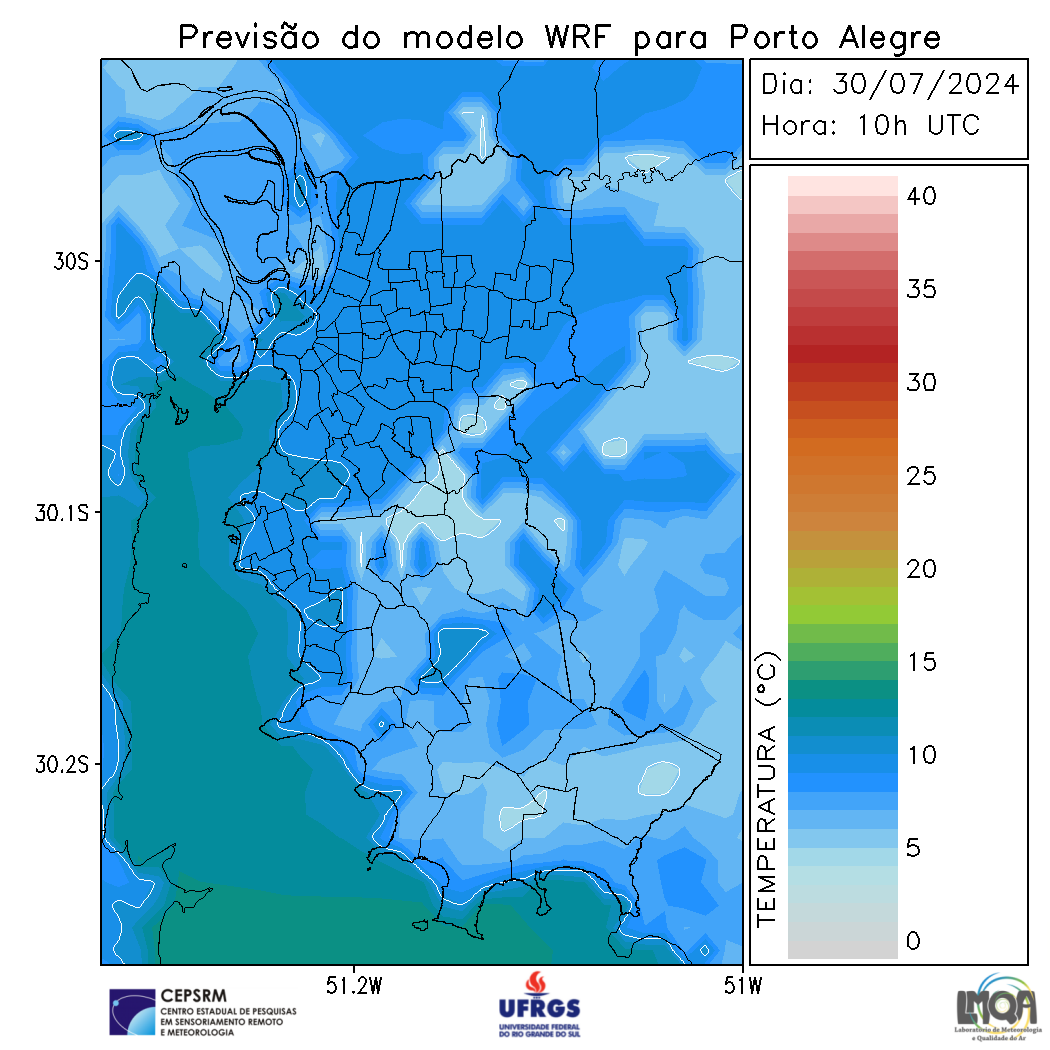 Previsão do modelo WRF para Porto Alegre
Dia: 30/07/2024
Hora: 10h UTC
40
35
30
25
20
15
10
5
0
TEMPERATURA (°C)
30S
30.1S
30.2S
51.2W
51W
CEPSRM
CENTRO ESTADUAL DE PESQUISAS
EM SENSORIAMENTO REMOTO
E METEOROLOGIA
UFRGS
UNIVERSIDADE FEDERAL
DO RIO GRANDE DO SUL
LMQA
Laboratório de Meteorologia
e Qualidade do Ar